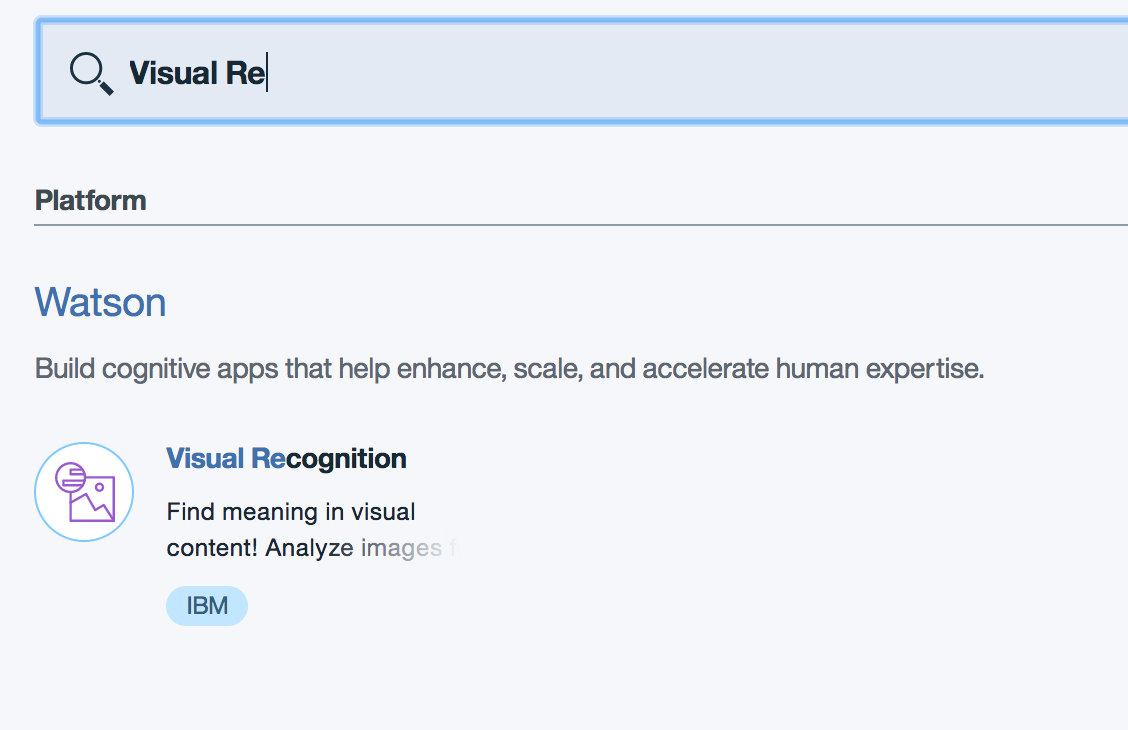 Visual Re
Platform
Watson
Build cognitive apps that help enhance, scale, and accelerate human expertise.
Visual Recognition
Find meaning in visual
content! Analyze images
IBM